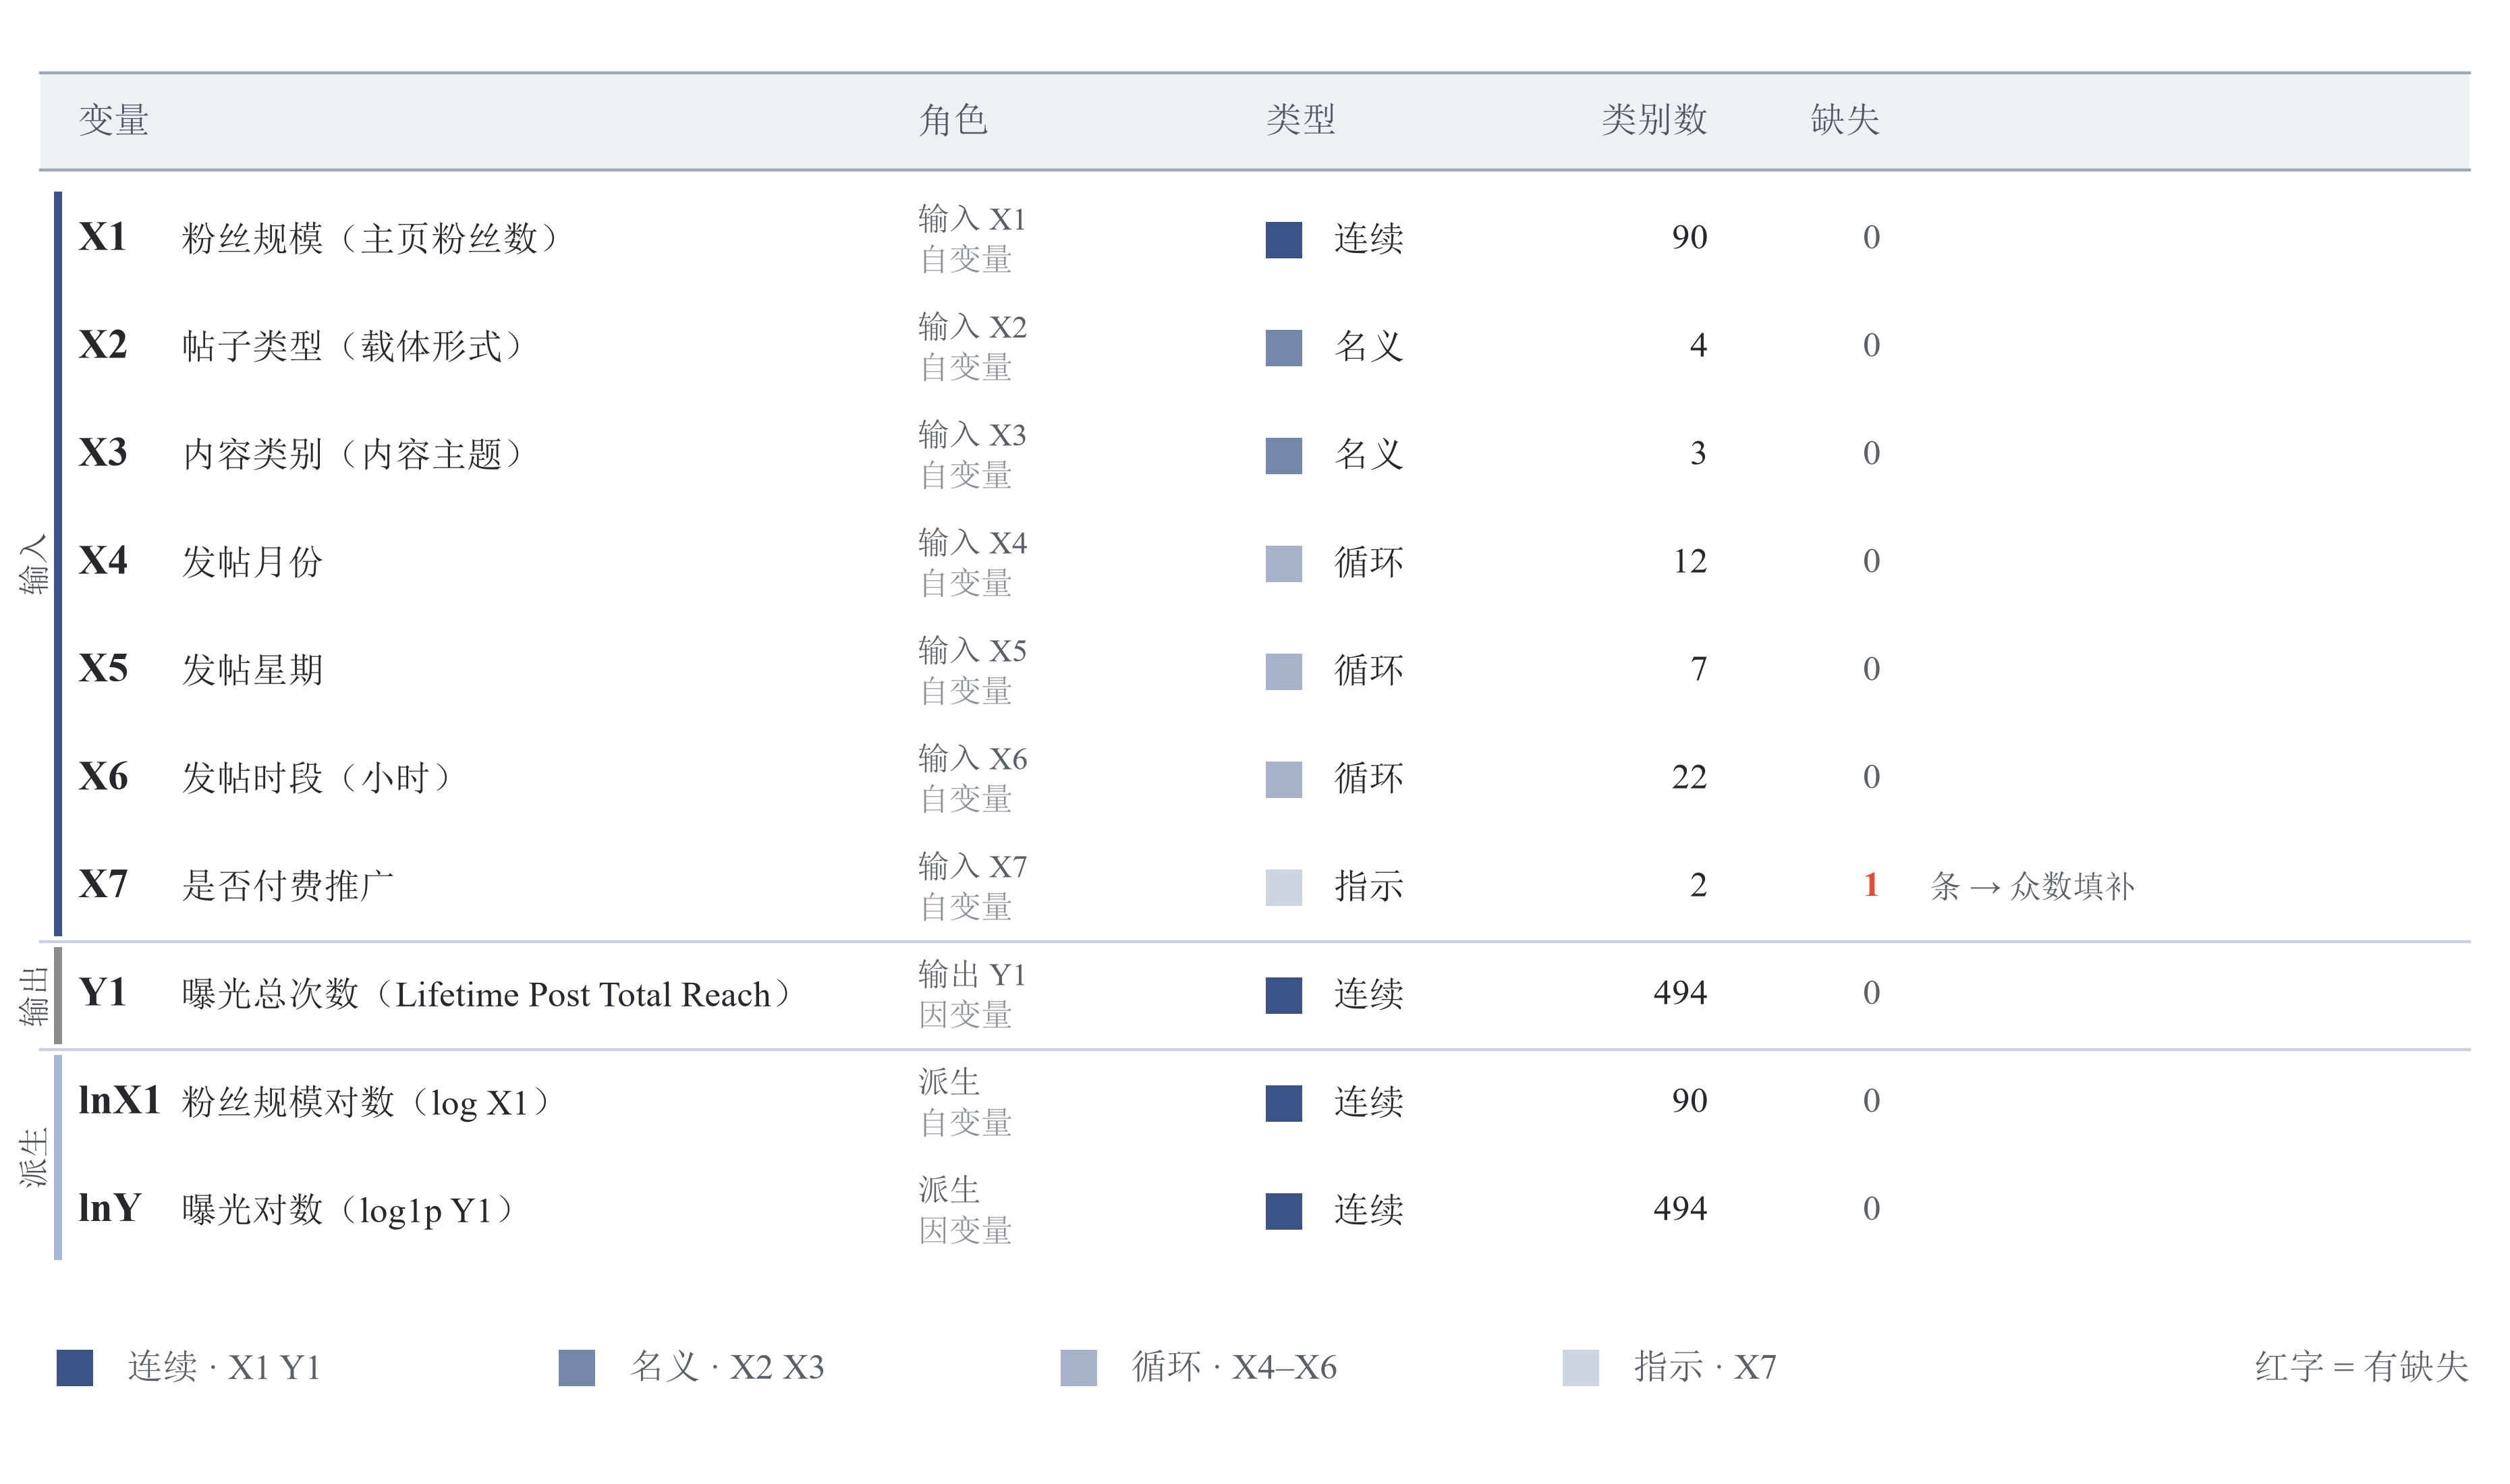 变量 角色 类型 类别数 缺失
输入
X1 粉丝规模（主页粉丝数） 输入 X1 连续 90 0
自变量
X2 帖子类型（载体形式） 输入 X2 名义 4 0
自变量
X3 内容类别（内容主题） 输入 X3 名义 3 0
自变量
X4 发帖月份 输入 X4 循环 12 0
自变量
X5 发帖星期 输入 X5 循环 7 0
自变量
X6 发帖时段（小时） 输入 X6 循环 22 0
自变量
X7 是否付费推广 输入 X7 指示 2 1 条 → 众数填补
自变量
输出
Y1 曝光总次数（Lifetime Post Total Reach） 输出 Y1 连续 494 0
因变量
派生
lnX1 粉丝规模对数（log X1） 派生 连续 90 0
自变量
lnY 曝光对数（log1p Y1） 派生 连续 494 0
因变量
连续 · X1 Y1 名义 · X2 X3 循环 · X4–X6 指示 · X7 红字 = 有缺失